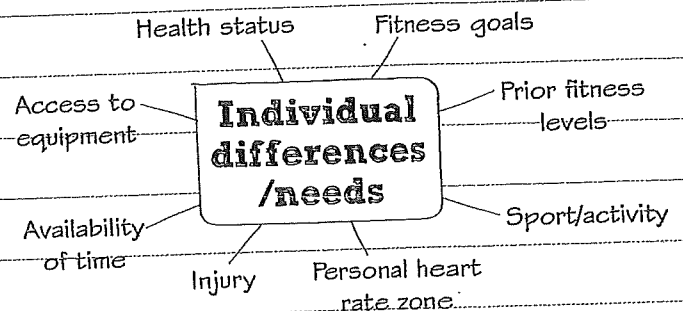 Health status
Fitness goals
Access to
equipment
Individual
differences
/needs
Prior fitness
levels
Availability
of time
Injury
Personal heart
rate zone
Sport/activity